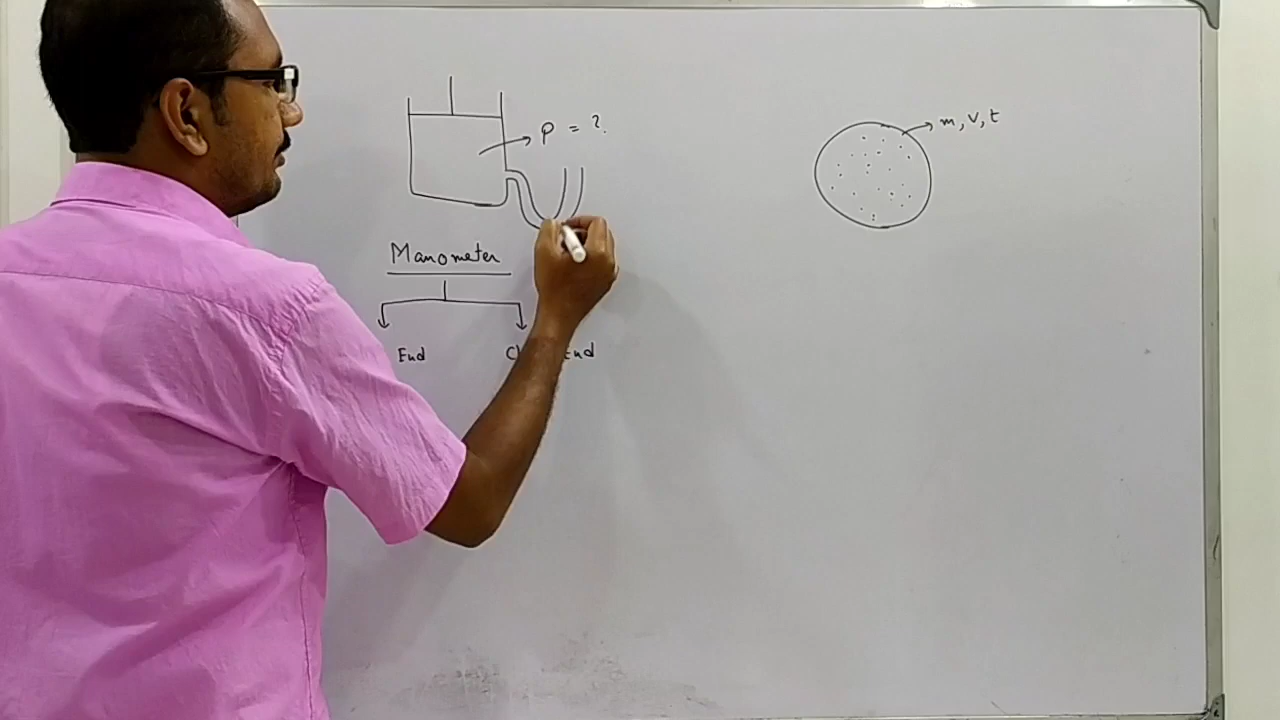 P = ?
m, v, t
Manometer
End
End